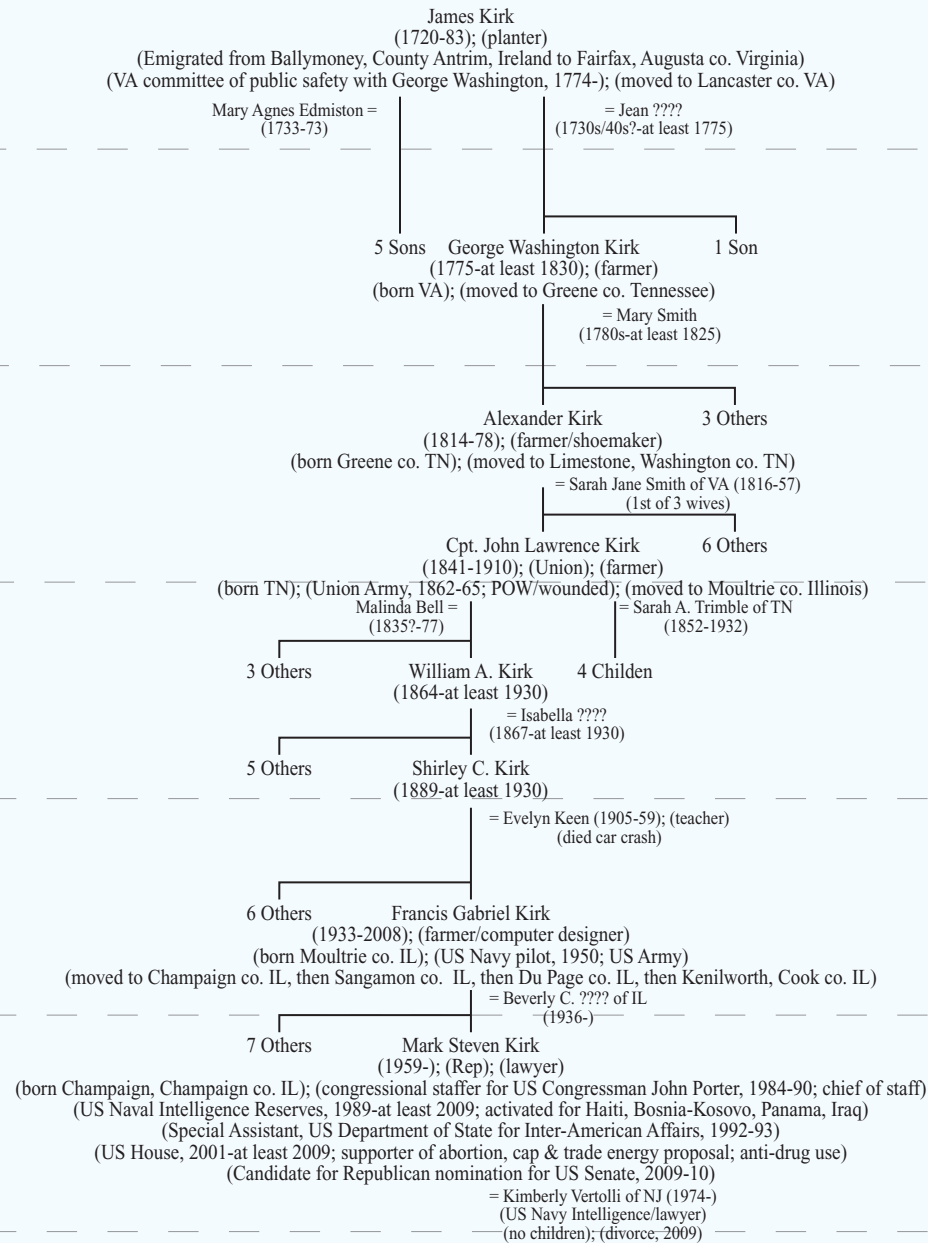 James Kirk
(1720-83); (planter)
(Emigrated from Ballymoney, County Antrim, Ireland to Fairfax, Augusta co. Virginia)
(VA committee of public safety with George Washington, 1774-); (moved to Lancaster co. VA)
Mary Agnes Edmiston =
(1733-73)
= Jean ????
(1730s/40s?-at least 1775)
5 Sons
George Washington Kirk
1 Son
(1775-at least 1830); (farmer)
(born VA); (moved to Greene co. Tennessee)
= Mary Smith
(1780s-at least 1825)
Alexander Kirk
3 Others
(1814-78); (farmer/shoemaker)
(born Greene co. TN); (moved to Limestone, Washington co. TN)
= Sarah Jane Smith of VA (1816-57)
(1st of 3 wives)
Cpt. John Lawrence Kirk
6 Others
(1841-1910); (Union); (farmer)
(born TN); (Union Army, 1862-65; POW/wounded); (moved to Moultrie co. Illinois)
Malinda Bell =
(1835?-77)
= Sarah A. Trimble of TN
(1852-1932)
3 Others
William A. Kirk
4 Childen
(1864-at least 1930)
= Isabella ????
(1867-at least 1930)
5 Others
Shirley C. Kirk
(1889-at least 1930)
= Evelyn Keen (1905-59); (teacher)
(died car crash)
6 Others
Francis Gabriel Kirk
(1933-2008); (farmer/computer designer)
(born Moultrie co. IL); (US Navy pilot, 1950; US Army)
(moved to Champaign co. IL, then Sangamon co. IL, then Du Page co. IL, then Kenilworth, Cook co. IL)
= Beverly C. ???? of IL
(1936-)
7 Others
Mark Steven Kirk
(1959-); (Rep); (lawyer)
(born Champaign, Champaign co. IL); (congressional staffer for US Congressman John Porter, 1984-90; chief of staff)
(US Naval Intelligence Reserves, 1989-at least 2009; activated for Haiti, Bosnia-Kosovo, Panama, Iraq)
(Special Assistant, US Department of State for Inter-American Affairs, 1992-93)
(US House, 2001-at least 2009; supporter of abortion, cap & trade energy proposal; anti-drug use)
(Candidate for Republican nomination for US Senate, 2009-10)
= Kimberly Vertolli of NJ (1974-)
(US Navy Intelligence/lawyer)
(no children); (divorce, 2009)